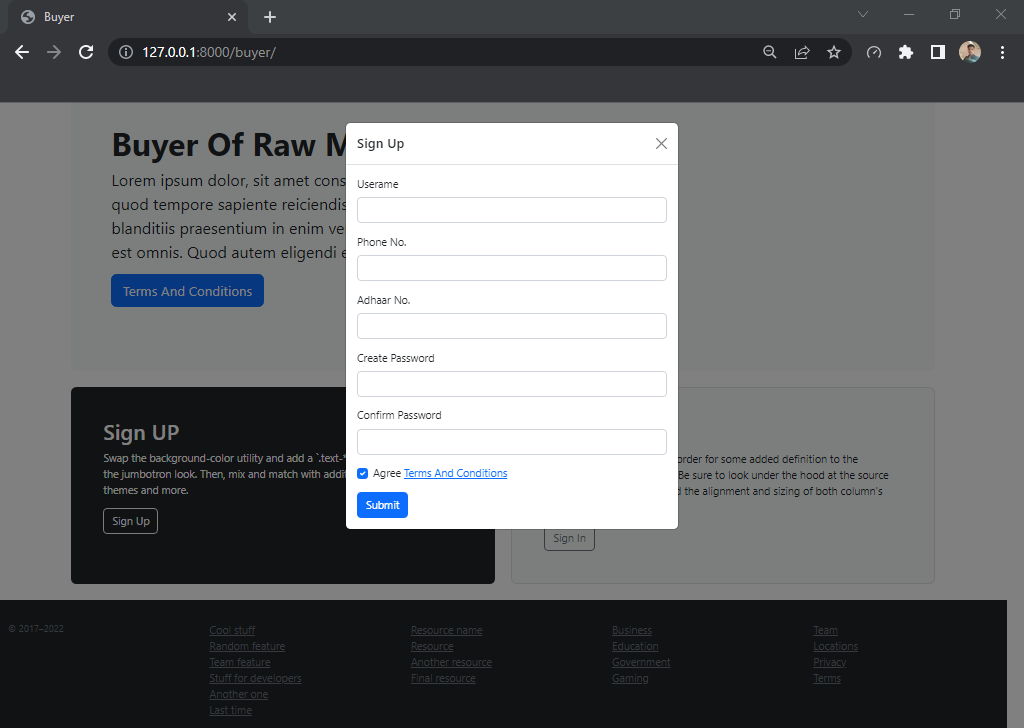 Buyer
127.0.0.1:8000/buyer/
Buyer Of Raw M
Lorem ipsum dolor, sit amet cons
quod tempore sapiente reiciendis
blanditiis praesentium in enim ve
est omnis. Quod autem eligendi e
Terms And Conditions
Sign Up
Userame
Phone No.
Adhaar No.
Create Password
Confirm Password
Agree Terms And Conditions
Submit
Sign UP
Swap the background-color utility and add a `.text-*
the jumbotron look. Then, mix and match with addit
themes and more.
Sign Up
order for some added definition to the
Be sure to look under the hood at the source
d the alignment and sizing of both column's
Sign In
© 2017–2022
Cool stuff
Random feature
Team feature
Stuff for developers
Another one
Last time
Resource name
Resource
Another resource
Final resource
Business
Education
Government
Gaming
Team
Locations
Privacy
Terms